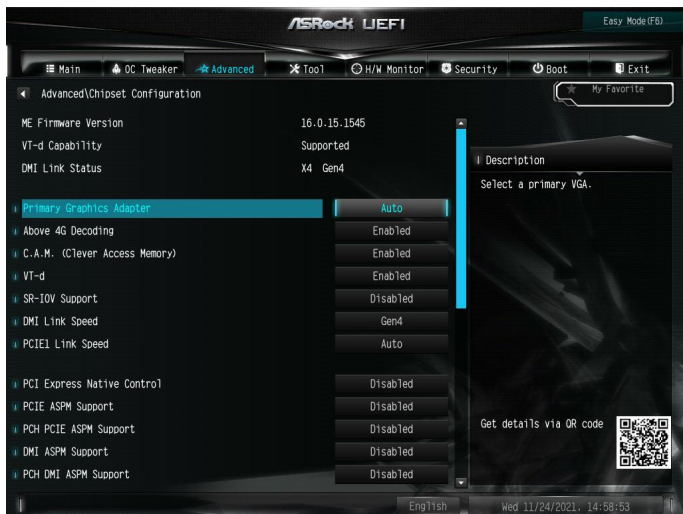 ASRock UEFI
Easy Mode(F6)
Main OC Tweaker Advanced Tool H/W Monitor Security Boot Exit
Advanced\Chipset Configuration
My Favorite
ME Firmware Version 16.0.15.1545
VT-d Capability Supported
DMI Link Status X4 Gen4
Description
Select a primary VGA.
Primary Graphics Adapter Auto
Above 4G Decoding Enabled
C.A.M. (Clever Access Memory) Enabled
VT-d Enabled
SR-IOV Support Disabled
DMI Link Speed Gen4
PCIE1 Link Speed Auto
PCI Express Native Control Disabled
PCIE ASPM Support Disabled
PCH PCIE ASPM Support Disabled
DMI ASPM Support Disabled
PCH DMI ASPM Support Disabled
Get details via QR code
English
Wed 11/24/2021. 14:58:53